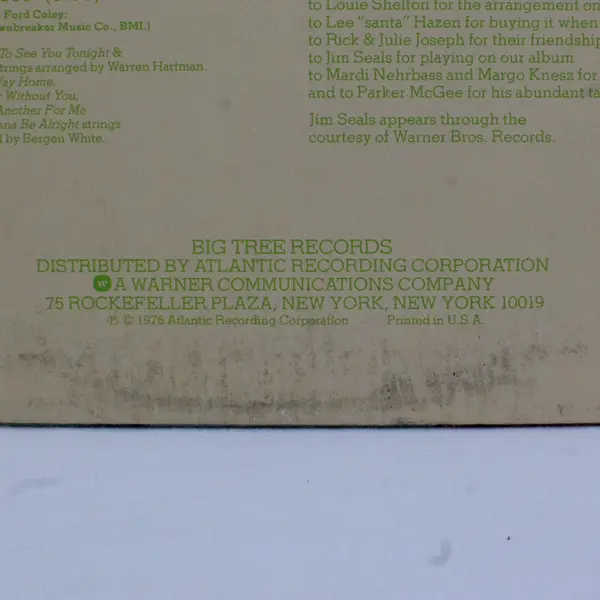 Ford Coley;
Music Co., BMI.)
To See You Tonight &
strings arranged by Warren Hartman.
Way Home,
Without You,
Another For Me
Be Alright strings
by Bergen White.
to Louie Shelton for the arrangement on
to Lee "santa" Hazen for buying it when
to Rick & Julie Joseph for their friendship
to Jim Seals for playing on our album
to Mardi Nehrbass and Margo Knesz for
and to Parker McGee for his abundant ta
Jim Seals appears through the
courtesy of Warner Bros. Records.
BIG TREE RECORDS
DISTRIBUTED BY ATLANTIC RECORDING CORPORATION
W A WARNER COMMUNICATIONS COMPANY
75 ROCKEFELLER PLAZA, NEW YORK, NEW YORK 10019
℗ © 1976 Atlantic Recording Corporation Printed in U.S.A.